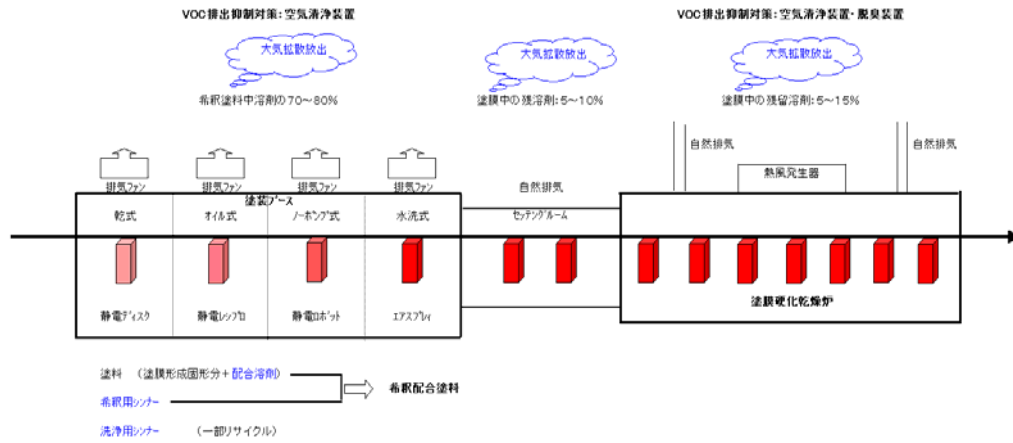 VOC排出抑制対策：空気清浄装置
VOC排出抑制対策：空気清浄装置・脱臭装置
大気拡散放出
大気拡散放出
大気拡散放出
希釈塗料中溶剤の70～80%
塗膜中の残溶剤：5～10%
塗膜中の残留溶剤：5～15%
自然排気
自然排気
熱風発生器
排気ファン
排気ファン
排気ファン
排気ファン
自然排気
塗装ブース
乾式
オイル式
ノーポンプ式
水洗式
セッテングルーム
塗膜硬化乾燥炉
静電ディスク
静電レシプロ
静電ロボット
エアスプレイ
塗料 （塗膜形成固形分＋配合溶剤）
希釈配合塗料
希釈用シンナー
洗浄用シンナー （一部リサイクル）